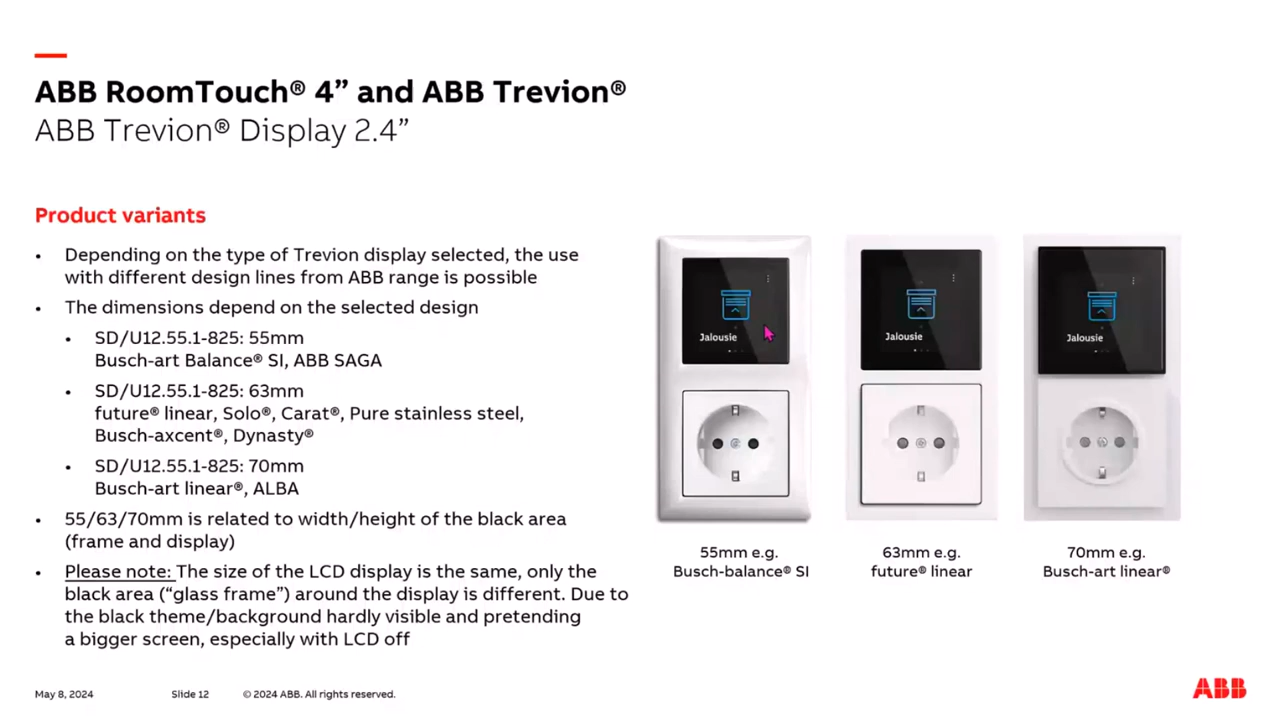 ABB RoomTouch® 4” and ABB Trevion®
ABB Trevion® Display 2.4”
Product variants
• Depending on the type of Trevion display selected, the use
with different design lines from ABB range is possible
• The dimensions depend on the selected design
• SD/U12.55.1-825: 55mm
Busch-art Balance® SI, ABB SAGA
• SD/U12.55.1-825: 63mm
future® linear, Solo®, Carat®, Pure stainless steel,
Busch-axcent®, Dynasty®
• SD/U12.55.1-825: 70mm
Busch-art linear®, ALBA
• 55/63/70mm is related to width/height of the black area
(frame and display)
• Please note: The size of the LCD display is the same, only the
black area (“glass frame”) around the display is different. Due to
the black theme/background hardly visible and pretending
a bigger screen, especially with LCD off
Jalousie
Jalousie
Jalousie
55mm e.g.
Busch-balance® SI
63mm e.g.
future® linear
70mm e.g.
Busch-art linear®
May 8, 2024
Slide 12
© 2024 ABB. All rights reserved.
ABB